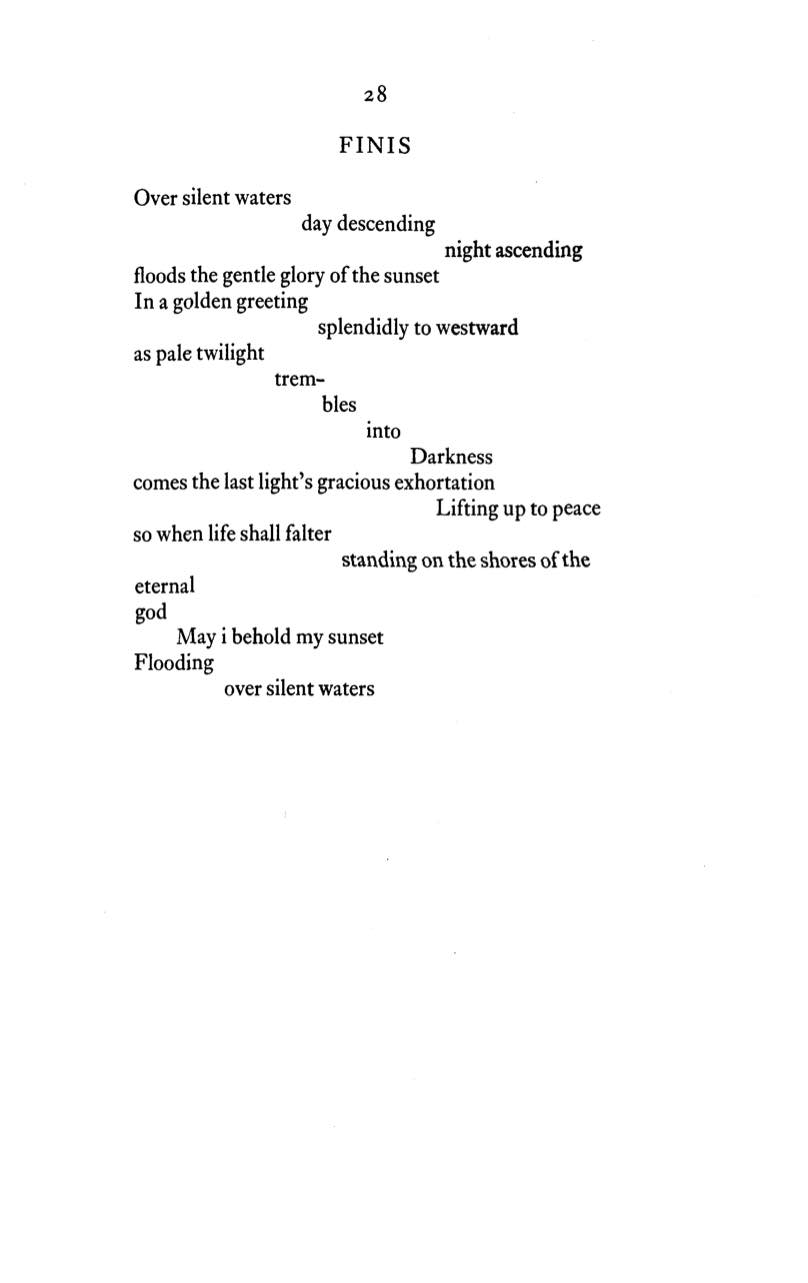 28
FINIS
Over silent waters
day descending
night ascending
floods the gentle glory of the sunset
In a golden greeting
splendidly to westward
as pale twilight
trem-
bles
into
Darkness
comes the last light's gracious exhortation
Lifting up to peace
so when life shall falter
standing on the shores of the
eternal
god
May i behold my sunset
Flooding
over silent waters